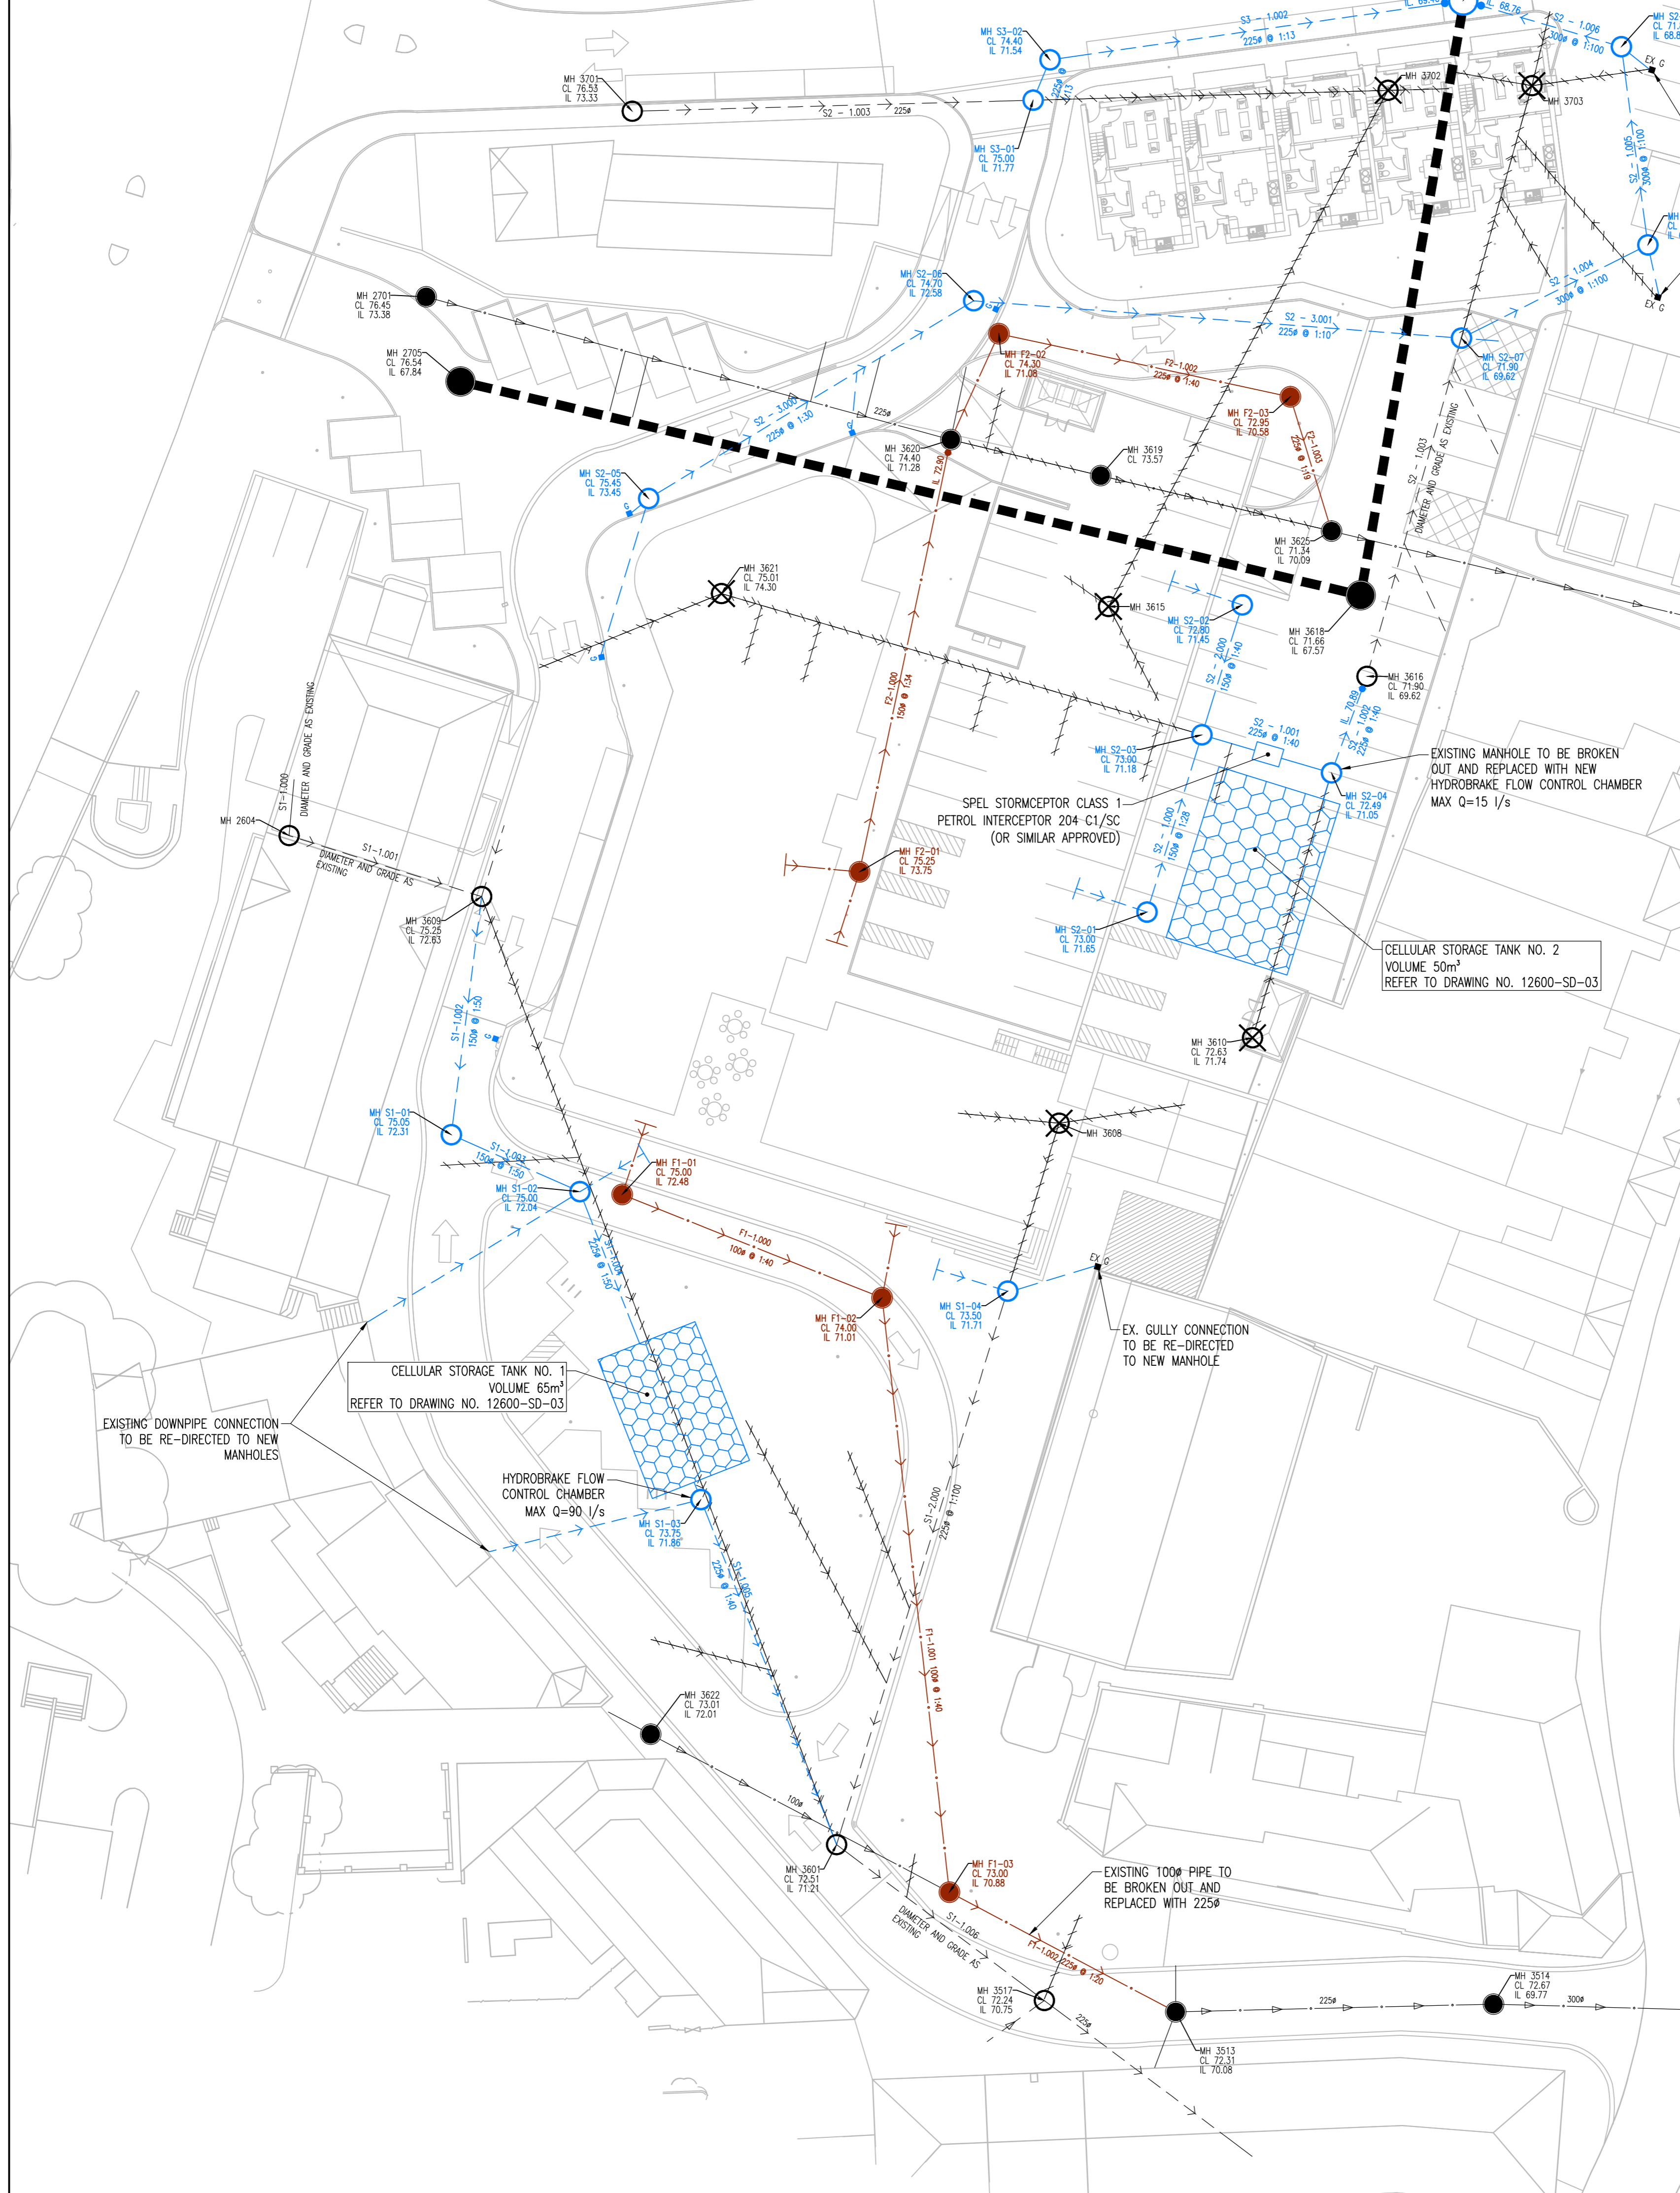 IL 68.76
S3 - 1.002
225ø @ 1:13
S2 - 1.006
300ø @ 1:100
MH S3-02
CL 74.40
IL 71.54
225ø @
1:13
EX G
MH 3701
CL 76.53
IL 73.33
S2 - 1.003
225ø
MH 3702
MH 3703
MH S3-01
CL 75.00
IL 71.77
S2 - 1.005
300ø @ 1:100
MH 2701
CL 76.45
IL 73.38
MH S2-06
CL 74.70
IL 72.58
G
S2 - 1.004
300ø @ 1:100
EX G
S2 - 3.001
225ø @ 1:10
MH S2-07
CL 71.90
IL 69.62
MH 2705
CL 76.54
IL 67.84
MH F2-02
CL 74.30
IL 71.08
F2-1.002
225ø @ 1:40
MH F2-03
CL 72.95
IL 70.58
F2-1.003
225ø @ 1:19
S2 - 3.000
225ø @ 1:30
G
225ø
MH 3620
CL 74.40
IL 71.28
IL 72.90
MH 3619
CL 73.57
S2 - 1.003
DIAMETER AND GRADE AS EXISTING
MH S2-05
CL 75.45
IL 73.45
G
MH 3625
CL 71.34
IL 70.09
MH 3621
CL 75.01
IL 74.30
MH 3615
MH S2-02
CL 72.80
IL 71.45
MH 3618
CL 71.66
IL 67.57
G
S2 - 2.000
150ø @ 1:40
F2-1.000
150ø @ 1:34
MH 3616
CL 71.90
IL 69.62
IL 70.89
S2 - 1.002
225ø @ 1:40
S2 - 1.001
225ø @ 1:40
MH S2-03
CL 73.00
IL 71.18
EXISTING MANHOLE TO BE BROKEN
OUT AND REPLACED WITH NEW
HYDROBRAKE FLOW CONTROL CHAMBER
MAX Q=15 l/s
MH S2-04
CL 72.49
IL 71.05
SPEL STORMCEPTOR CLASS 1
PETROL INTERCEPTOR 204 C1/SC
(OR SIMILAR APPROVED)
S1-1.000
DIAMETER AND GRADE AS EXISTING
MH 2604
S1-1.001
DIAMETER AND GRADE AS
EXISTING
S2 - 1.000
150ø @ 1:28
MH F2-01
CL 75.25
IL 73.75
MH 3609
CL 75.25
IL 72.63
MH S2-01
CL 73.00
IL 71.65
CELLULAR STORAGE TANK NO. 2
VOLUME 50m³
REFER TO DRAWING NO. 12600-SD-03
S1-1.002
150ø @ 1:50
G
MH 3610
CL 72.63
IL 71.74
MH S1-01
CL 75.05
IL 72.31
MH 3608
S1-1.003
150ø @ 1:50
MH F1-01
CL 75.00
IL 72.48
MH S1-02
CL 75.00
IL 72.04
F1-1.000
100ø @ 1:40
S1-1.004
225ø @ 1:50
EX G
MH S1-04
CL 73.50
IL 71.71
MH F1-02
CL 74.00
IL 71.01
EX. GULLY CONNECTION
TO BE RE-DIRECTED
TO NEW MANHOLE
CELLULAR STORAGE TANK NO. 1
VOLUME 65m³
REFER TO DRAWING NO. 12600-SD-03
EXISTING DOWNPIPE CONNECTION
TO BE RE-DIRECTED TO NEW
MANHOLES
HYDROBRAKE FLOW
CONTROL CHAMBER
MAX Q=90 l/s
S1-2.000
225ø @ 1:100
MH S1-03
CL 73.75
IL 71.86
S1-1.005
225ø @ 1:40
F1-1.001 100ø @ 1:40
MH 3622
CL 73.01
IL 72.01
100ø
MH 3601
CL 72.51
IL 71.21
MH F1-03
CL 73.00
IL 70.88
EXISTING 100ø PIPE TO
BE BROKEN OUT AND
REPLACED WITH 225ø
S1-1.006
DIAMETER AND GRADE AS
EXISTING
F1-1.002 225ø @ 1:20
MH 3517
CL 72.24
IL 70.75
225ø
225ø
MH 3514
CL 72.67
IL 69.77
300ø
MH 3513
CL 72.31
IL 70.08